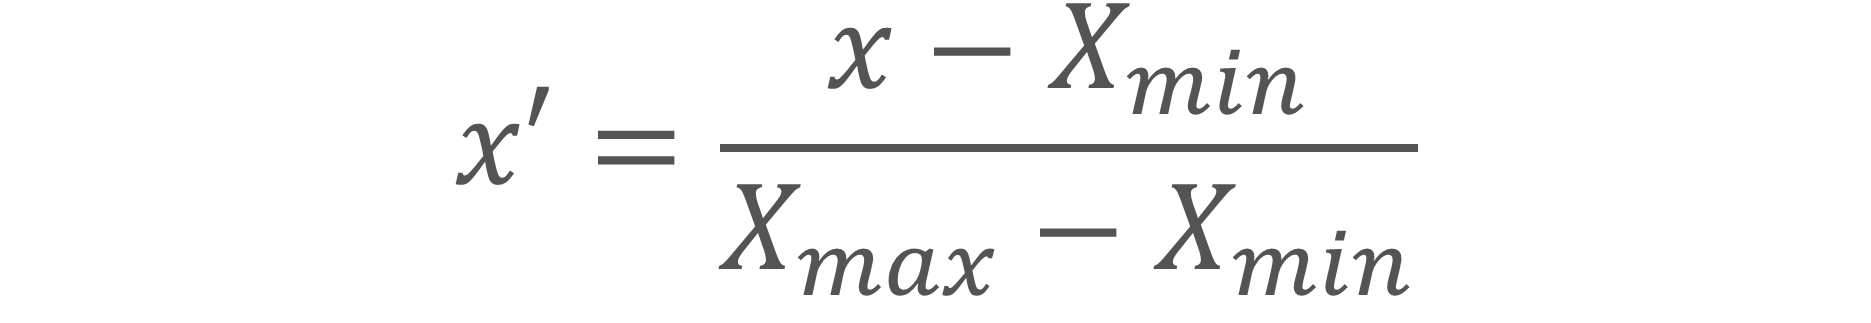 x′ = (x − X_min) / (X_max − X_min)